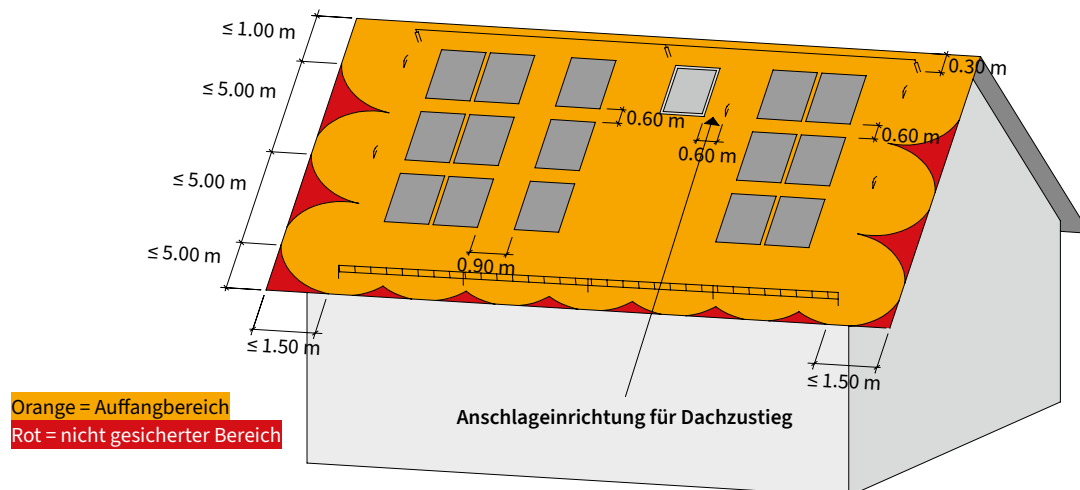 ≤ 1.00 m
0.30 m
≤ 5.00 m
0.60 m
0.60 m
0.60 m
≤ 5.00 m
≤ 5.00 m
0.90 m
≤ 1.50 m
≤ 1.50 m
Orange = Auffangbereich
Anschlageinrichtung für Dachzustieg
Rot = nicht gesicherter Bereich